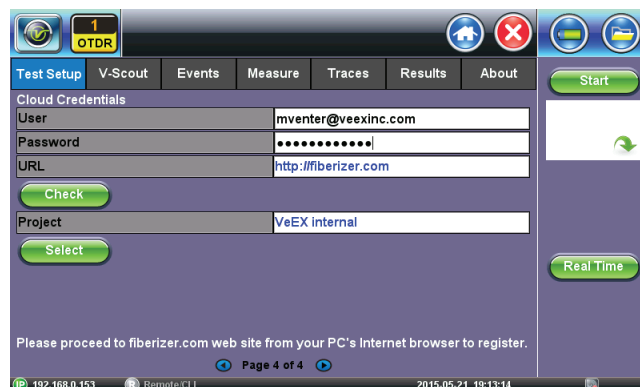 1
OTDR
Test Setup V-Scout Events Measure Traces Results About
Start
Cloud Credentials
User mventer@veexinc.com
Password ••••••••••••
URL http://fiberizer.com
Check
Project VeEX internal
Select
Real Time
Please proceed to fiberizer.com web site from your PC's Internet browser to register.
Page 4 of 4
IP 192.168.0.153 R Remote/CLI 2015.05.21 19:13:14